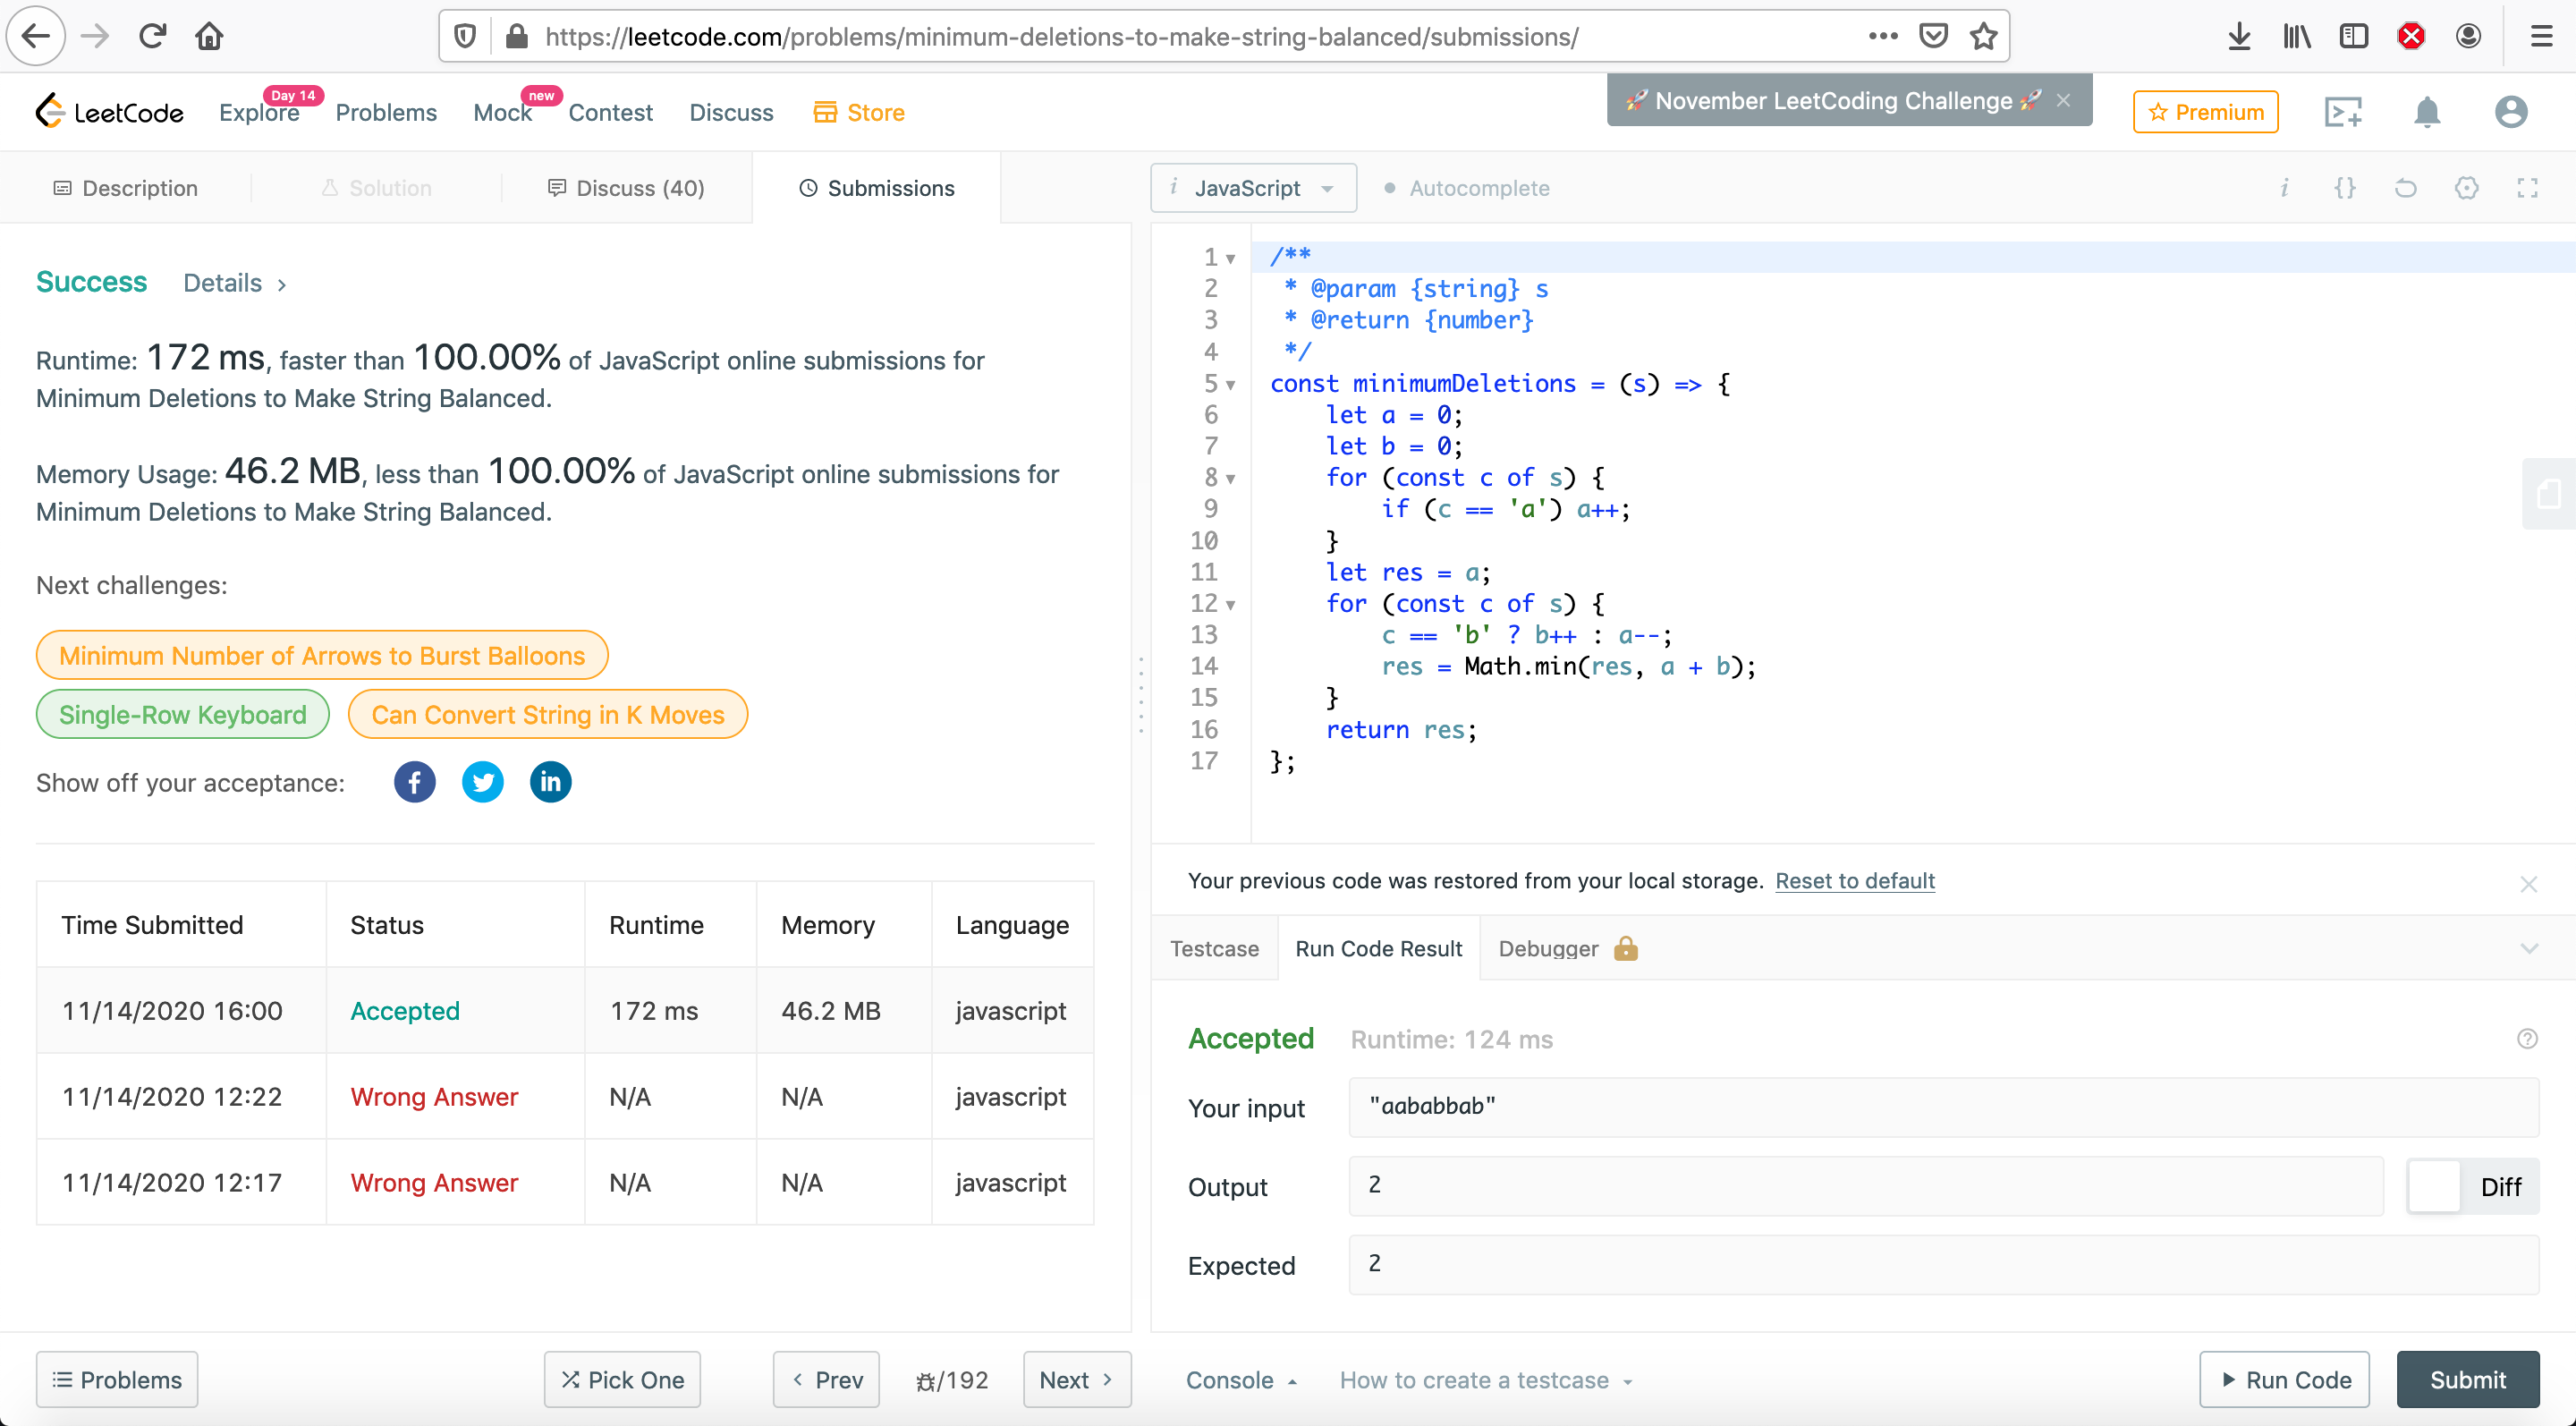 https://leetcode.com/problems/minimum-deletions-to-make-string-balanced/submissions/
LeetCode
Explore
Day 14
Problems
Mock
new
Contest
Discuss
Store
🚀 November LeetCoding Challenge 🚀
Premium
Description
Solution
Discuss (40)
Submissions
Success Details
Runtime: 172 ms, faster than 100.00% of JavaScript online submissions for
Minimum Deletions to Make String Balanced.
Memory Usage: 46.2 MB, less than 100.00% of JavaScript online submissions for
Minimum Deletions to Make String Balanced.
Next challenges:
Minimum Number of Arrows to Burst Balloons
Single-Row Keyboard Can Convert String in K Moves
Show off your acceptance:
Time Submitted Status Runtime Memory Language
11/14/2020 16:00 Accepted 172 ms 46.2 MB javascript
11/14/2020 12:22 Wrong Answer N/A N/A javascript
11/14/2020 12:17 Wrong Answer N/A N/A javascript
Problems
Pick One
Prev
/192
Next
i JavaScript
Autocomplete
1 /**
2 * @param {string} s
3 * @return {number}
4 */
5 const minimumDeletions = (s) => {
6 let a = 0;
7 let b = 0;
8 for (const c of s) {
9 if (c == 'a') a++;
10 }
11 let res = a;
12 for (const c of s) {
13 c == 'b' ? b++ : a--;
14 res = Math.min(res, a + b);
15 }
16 return res;
17 };
Your previous code was restored from your local storage. Reset to default
Testcase
Run Code Result
Debugger
Accepted Runtime: 124 ms
Your input "aababbab"
Output 2 Diff
Expected 2
Console
How to create a testcase
Run Code
Submit